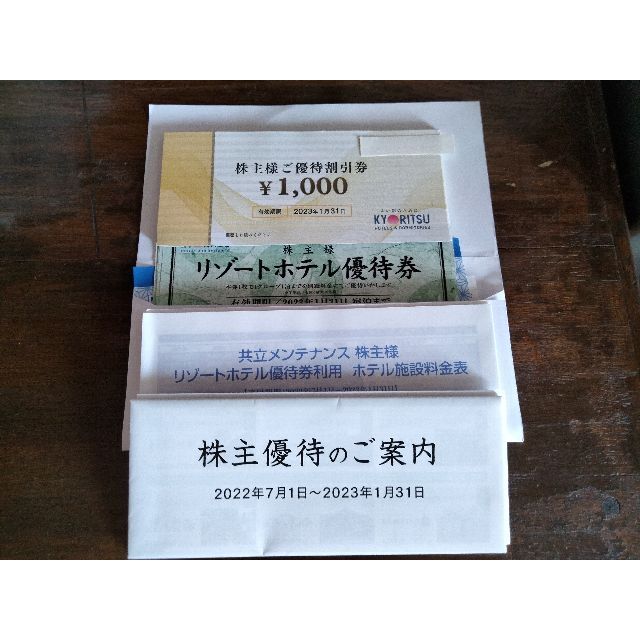 株主様ご優待割引券
¥1,000
有効期限 2023年1月31日
KYORITSU
株主様
リゾートホテル優待券
共立メンテナンス 株主様
リゾートホテル優待券利用 ホテル施設料金表
株主優待のご案内
2022年7月1日～2023年1月31日